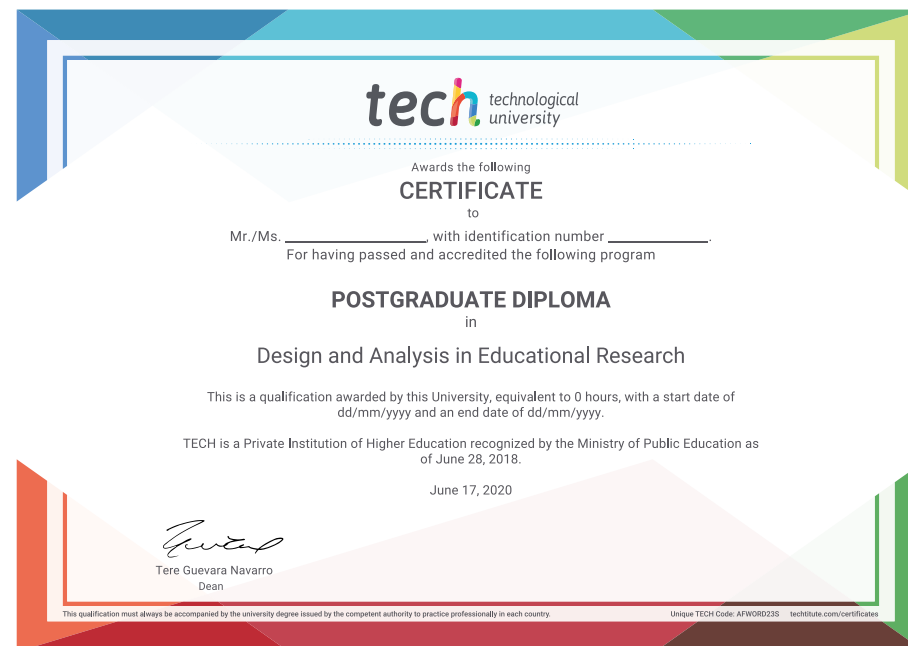 tech technological
university
Awards the following
CERTIFICATE
to
Mr./Ms. ____________________, with identification number ______________.
For having passed and accredited the following program
POSTGRADUATE DIPLOMA
in
Design and Analysis in Educational Research
This is a qualification awarded by this University, equivalent to 0 hours, with a start date of
dd/mm/yyyy and an end date of dd/mm/yyyy.
TECH is a Private Institution of Higher Education recognized by the Ministry of Public Education as
of June 28, 2018.
June 17, 2020
Tere Guevara Navarro
Dean
This qualification must always be accompanied by the university degree issued by the competent authority to practice professionally in each country.
Unique TECH Code: AFWORD23S techtitute.com/certificates